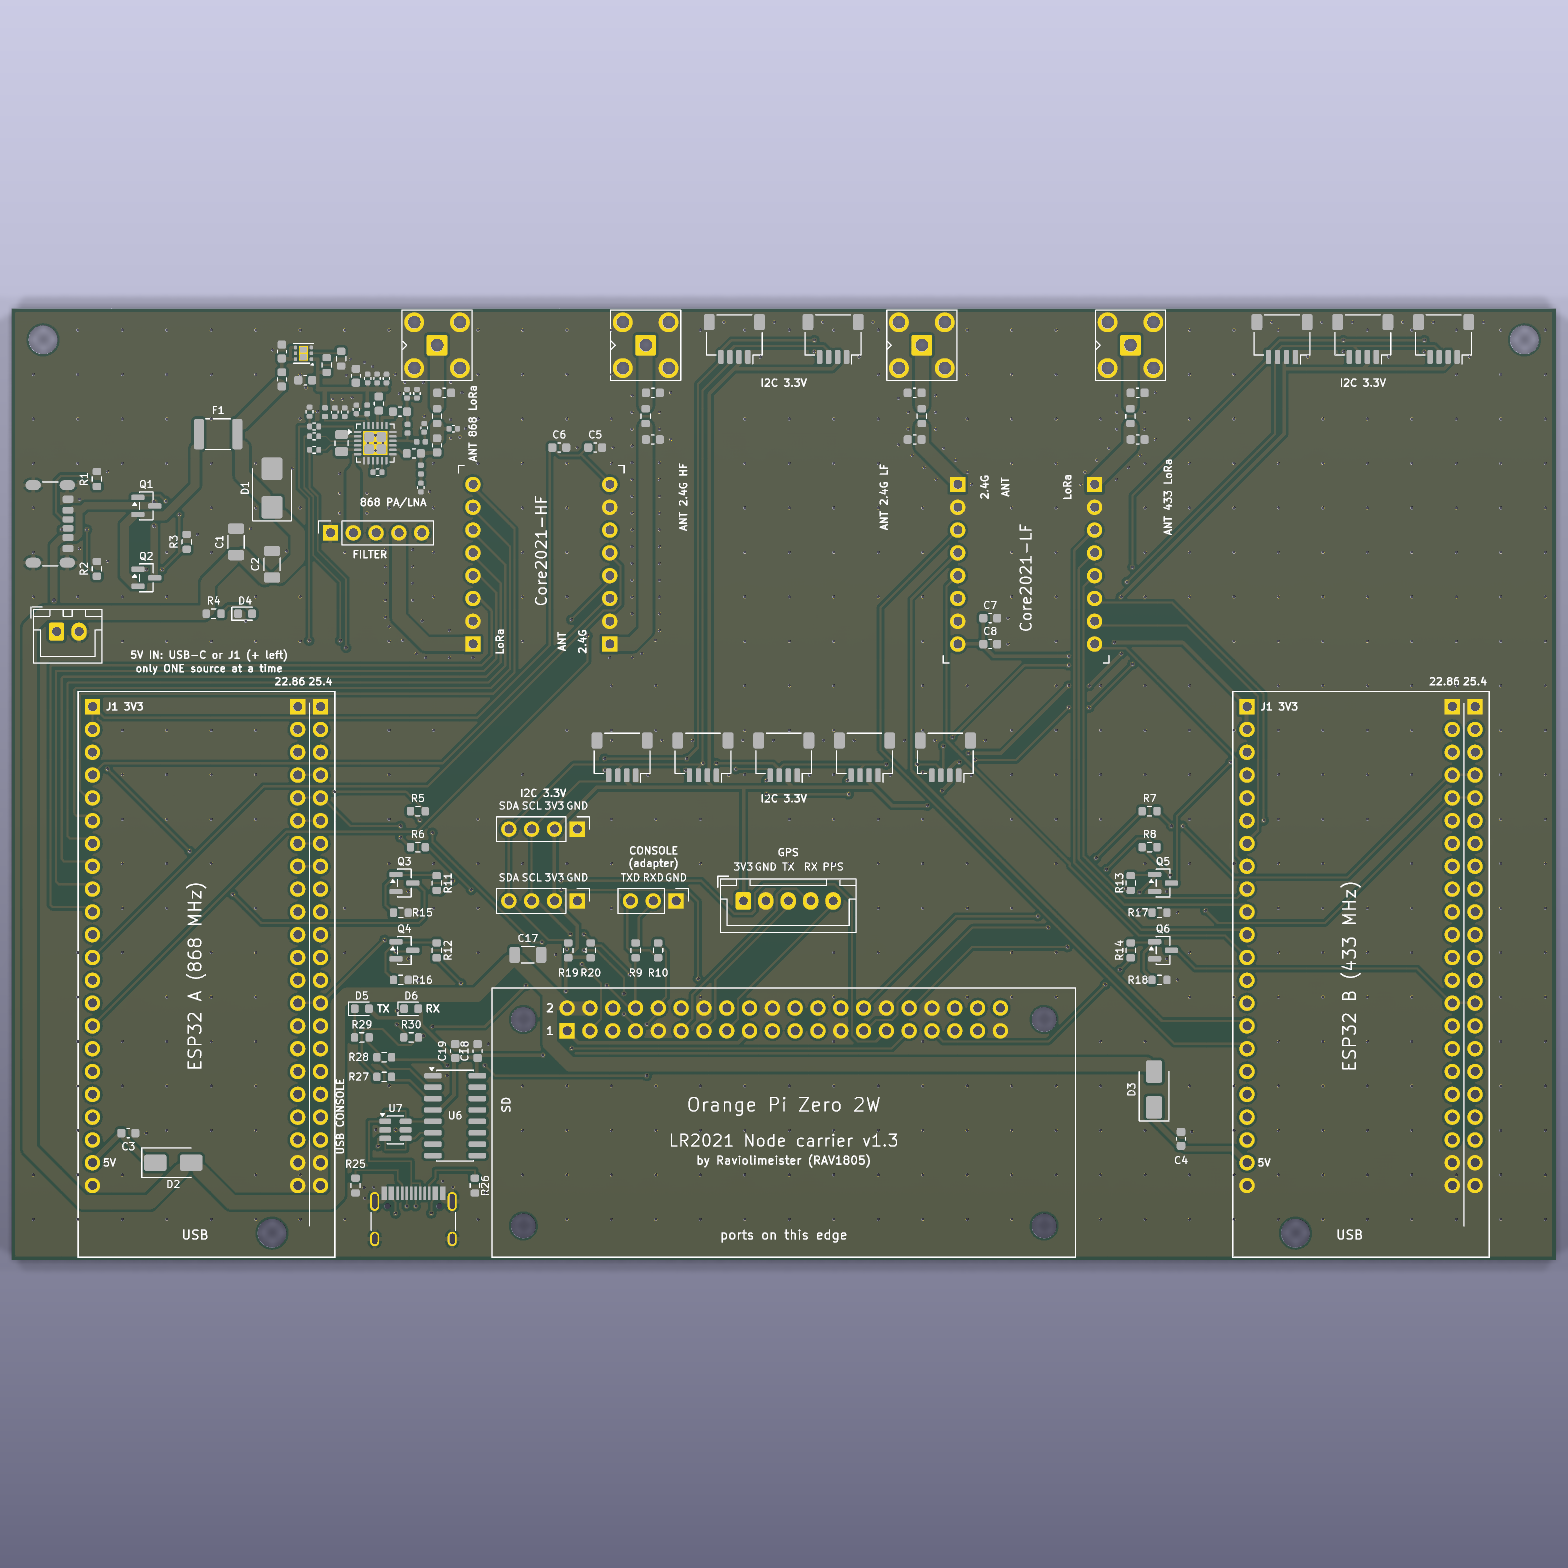 F1
ANT 868 LoRa
I2C 3.3V
I2C 3.3V
C6
C5
R1
Q1
D1
868 PA/LNA
ANT 2.4G HF
ANT 2.4G LF
2.4G
ANT
LoRa
ANT 433 LoRa
R3
C1
FILTER
Core2021-HF
Core2021-LF
R2
Q2
C2
R4
D4
C7
C8
LoRa
ANT
2.4G
5V IN: USB-C or J1 (+ left)
only ONE source at a time
22.86 25.4
22.86 25.4
J1 3V3
J1 3V3
I2C 3.3V
SDA SCL 3V3 GND
I2C 3.3V
R5
R7
R6
R8
CONSOLE
(adapter)
GPS
Q3
Q5
SDA SCL 3V3 GND
TXD RXD GND
3V3 GND TX RX PPS
R11
R13
R15
R17
Q4
Q6
C17
R12
R14
R19 R20
R9 R10
R16
R18
ESP32 A (868 MHz)
ESP32 B (433 MHz)
D5
TX
D6
RX
2
1
R29
R30
C19
C18
R28
R27
USB CONSOLE
U7
U6
SD
Orange Pi Zero 2W
D3
LR2021 Node carrier v1.3
by Raviolimeister (RAV1805)
C3
C4
5V
5V
D2
R25
R26
USB
ports on this edge
USB